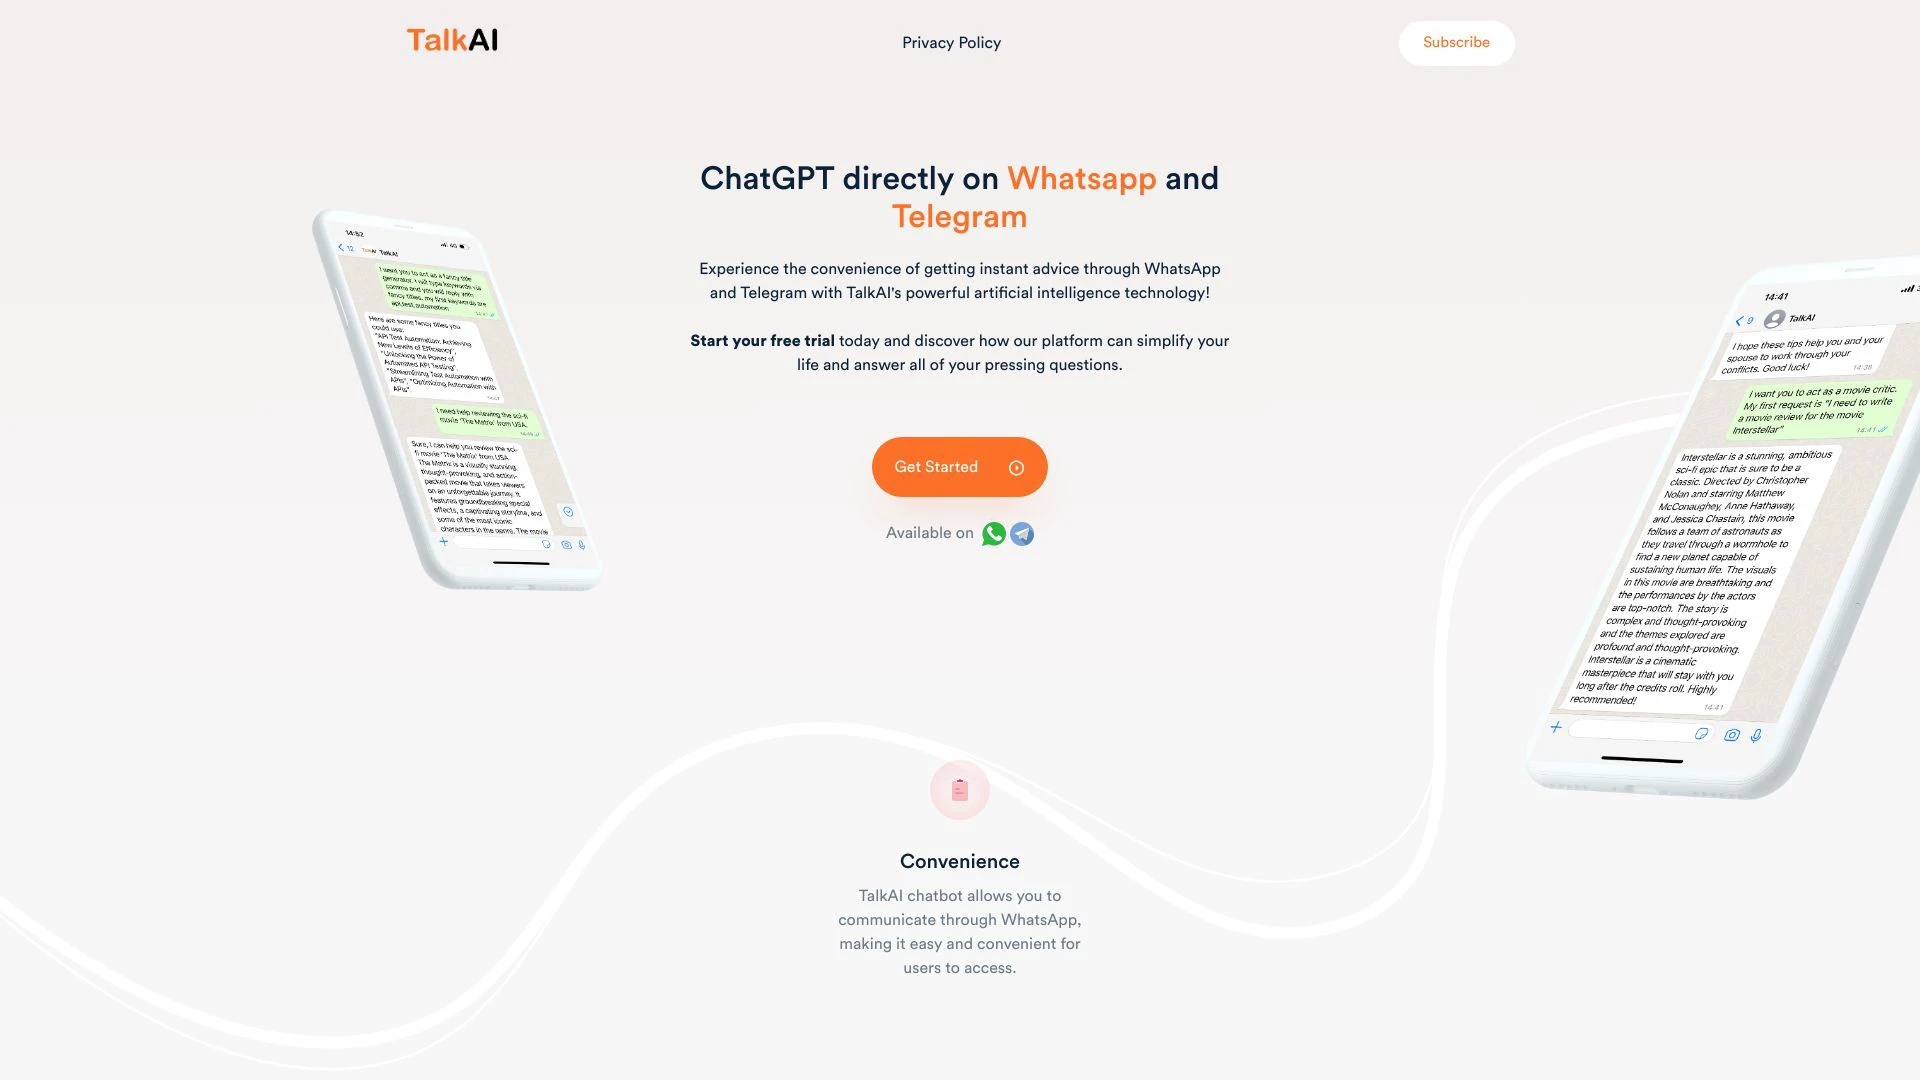 TalkAI
Privacy Policy
Subscribe
ChatGPT directly on Whatsapp and
Telegram
Experience the convenience of getting instant advice through WhatsApp
and Telegram with TalkAI's powerful artificial intelligence technology!
Start your free trial today and discover how our platform can simplify your
life and answer all of your pressing questions.
Get Started
Available on
14:52
4G
12
TalkAI TalkAI
I want you to act as a fancy title
generator. I will type keywords via
comma and you will reply with
fancy titles. my first keywords are
api,test,automation
14:47
Here are some fancy titles you
could use:
"API Test Automation: Achieving
New Levels of Efficiency",
"Unlocking the Power of
Automated API Testing",
"Streamlining Test Automation with
APIs", "Optimizing Automation with
APIs".
14:47
I need help reviewing the sci-fi
movie 'The Matrix' from USA.
Sure, I can help you review the sci-
fi movie 'The Matrix' from USA.
The Matrix is a visually stunning,
thought-provoking, and action-
packed movie that takes viewers
on an unforgettable journey. It
features groundbreaking special
effects, a captivating storyline, and
some of the most iconic
characters in the genre. The movie
14:41
9
TalkAI
I hope these tips help you and your
spouse to work through your
conflicts. Good luck!
14:38
I want you to act as a movie critic.
My first request is "I need to write
a movie review for the movie
Interstellar"
14:41
Interstellar is a stunning, ambitious
sci-fi epic that is sure to be a
classic. Directed by Christopher
Nolan and starring Matthew
McConaughey, Anne Hathaway,
and Jessica Chastain, this movie
follows a team of astronauts as
they travel through a wormhole to
find a new planet capable of
sustaining human life. The visuals
in this movie are breathtaking and
the performances by the actors
are top-notch. The story is
complex and thought-provoking
and the themes explored are
profound and thought-provoking.
Interstellar is a cinematic
masterpiece that will stay with you
long after the credits roll. Highly
recommended!
14:41
Convenience
TalkAI chatbot allows you to
communicate through WhatsApp,
making it easy and convenient for
users to access.